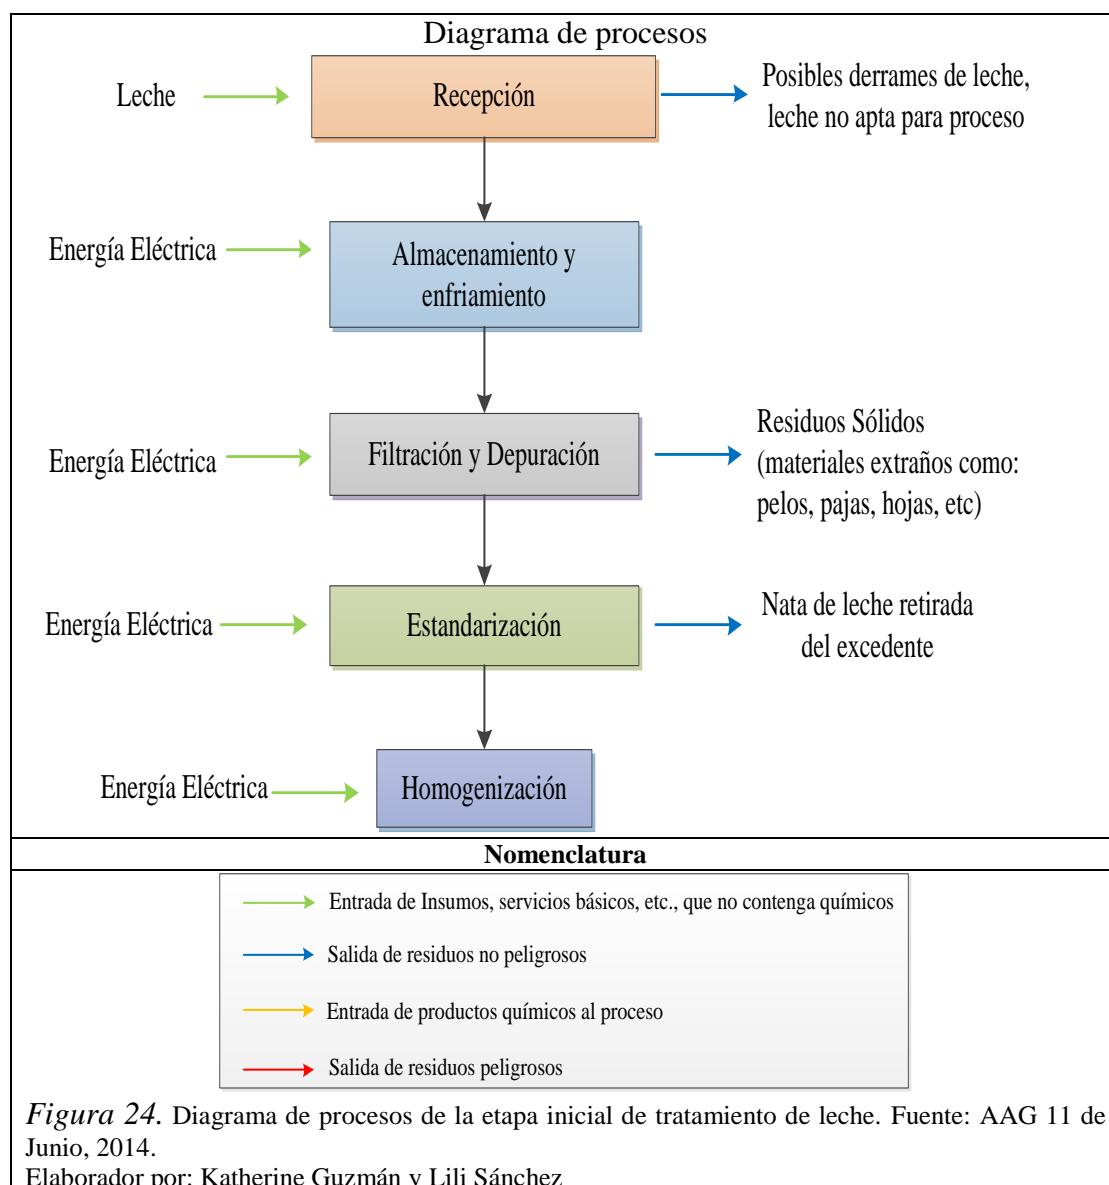 Diagrama de procesos
Leche
Recepción
Posibles derrames de leche,
leche no apta para proceso
Energía Eléctrica
Almacenamiento y
enfriamiento
Energía Eléctrica
Filtración y Depuración
Residuos Sólidos
(materiales extraños como:
pelos, pajas, hojas, etc)
Energía Eléctrica
Estandarización
Nata de leche retirada
del excedente
Energía Eléctrica
Homogenización
Nomenclatura
Entrada de Insumos, servicios básicos, etc., que no contenga químicos
Salida de residuos no peligrosos
Entrada de productos químicos al proceso
Salida de residuos peligrosos
Figura 24. Diagrama de procesos de la etapa inicial de tratamiento de leche. Fuente: AAG 11 de
Junio, 2014.
Elaborador por: Katherine Guzmán y Lili Sánchez